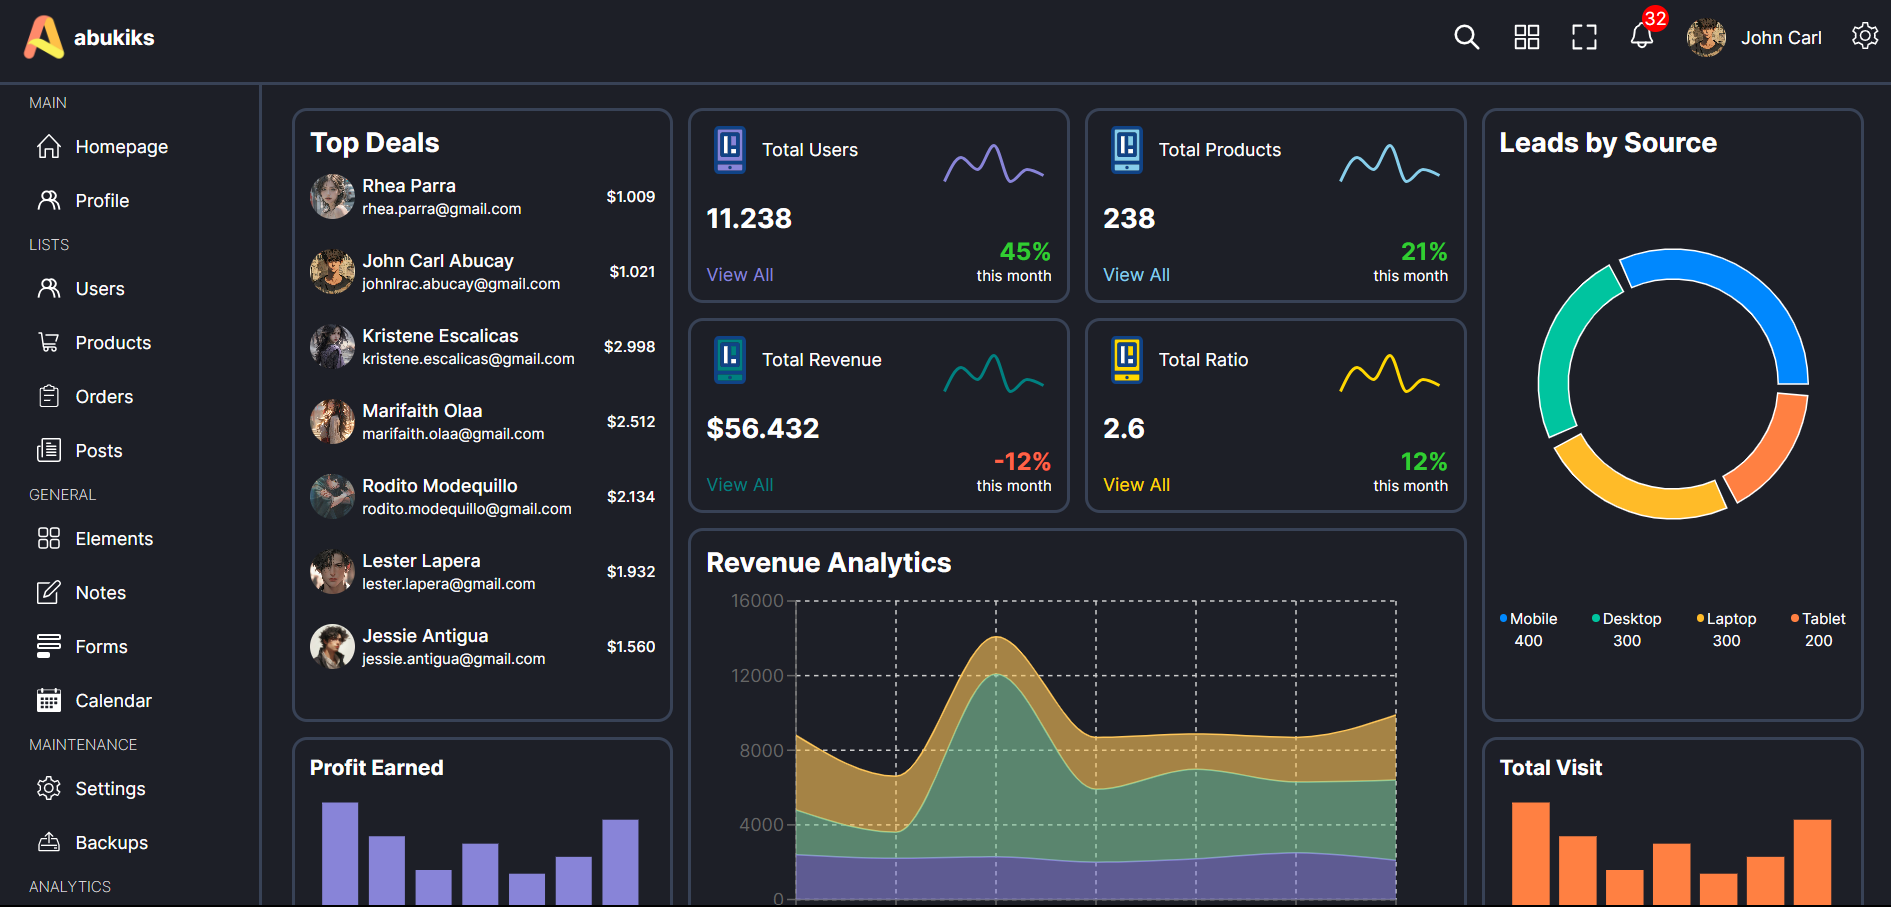 abukiks
32
John Carl
MAIN
Homepage
Profile
LISTS
Users
Products
Orders
Posts
GENERAL
Elements
Notes
Forms
Calendar
MAINTENANCE
Settings
Backups
ANALYTICS
Top Deals
Rhea Parra
rhea.parra@gmail.com
$1.009
John Carl Abucay
johnlrac.abucay@gmail.com
$1.021
Kristene Escalicas
kristene.escalicas@gmail.com
$2.998
Marifaith Olaa
marifaith.olaa@gmail.com
$2.512
Rodito Modequillo
rodito.modequillo@gmail.com
$2.134
Lester Lapera
lester.lapera@gmail.com
$1.932
Jessie Antigua
jessie.antigua@gmail.com
$1.560
Profit Earned
Total Users
11.238
45%
View All
this month
Total Products
238
21%
View All
this month
Total Revenue
$56.432
-12%
View All
this month
Total Ratio
2.6
12%
View All
this month
Revenue Analytics
16000
12000
8000
4000
0
Leads by Source
Mobile
400
Desktop
300
Laptop
300
Tablet
200
Total Visit